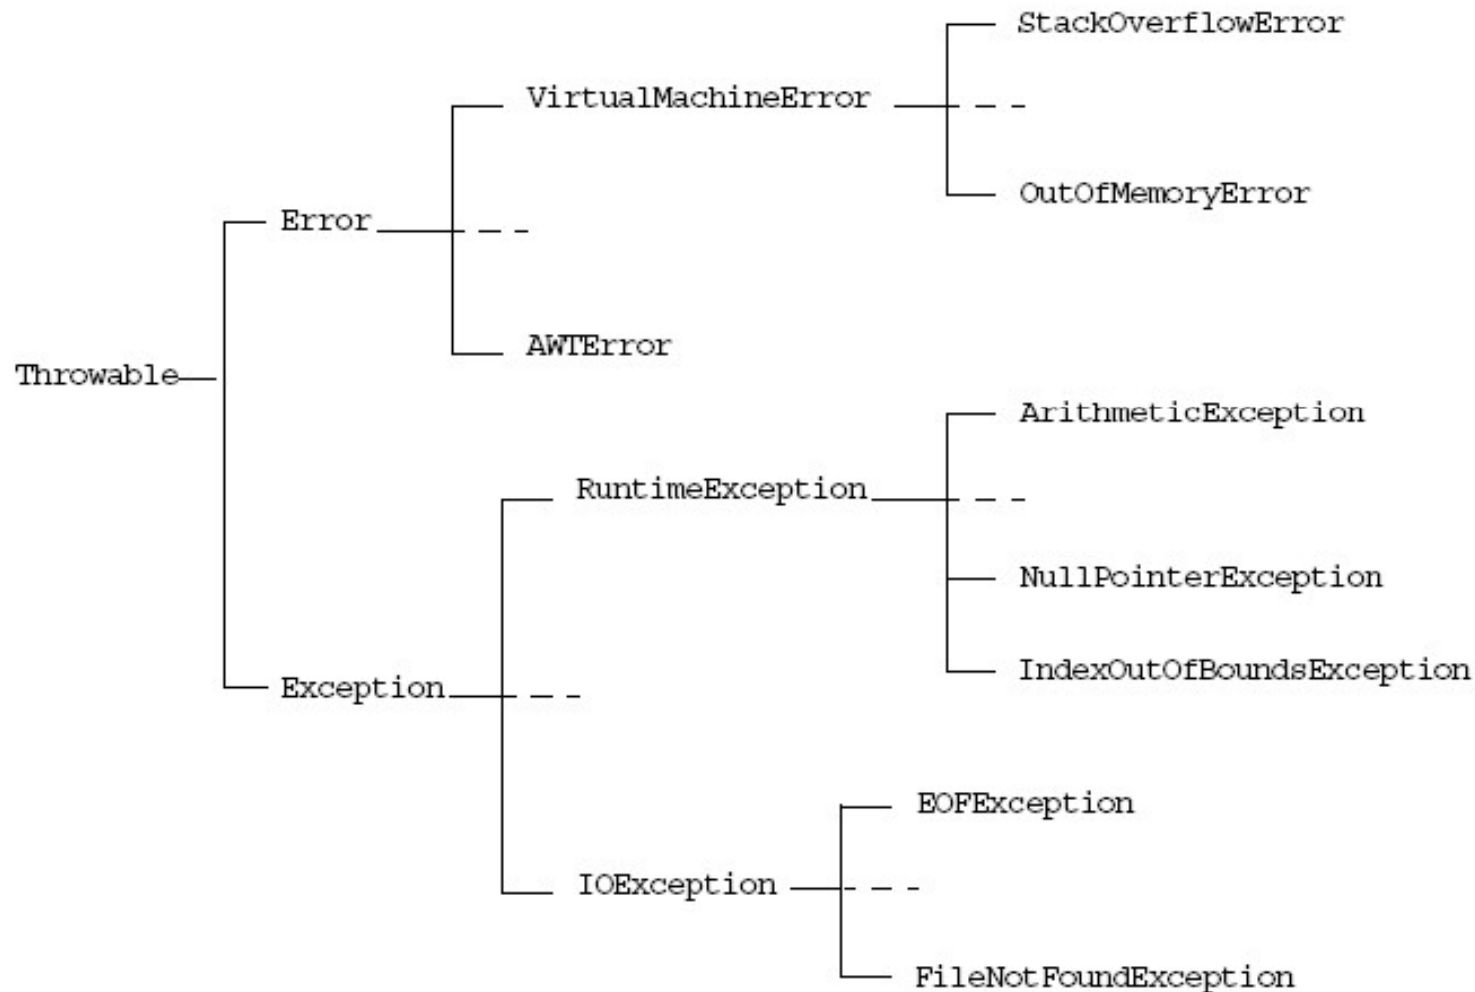 StackOverflowError
VirtualMachineError
OutOfMemoryError
Error
AWTError
Throwable
ArithmeticException
RuntimeException
NullPointerException
IndexOutOfBoundsException
Exception
EOFException
IOException
FileNotFoundException